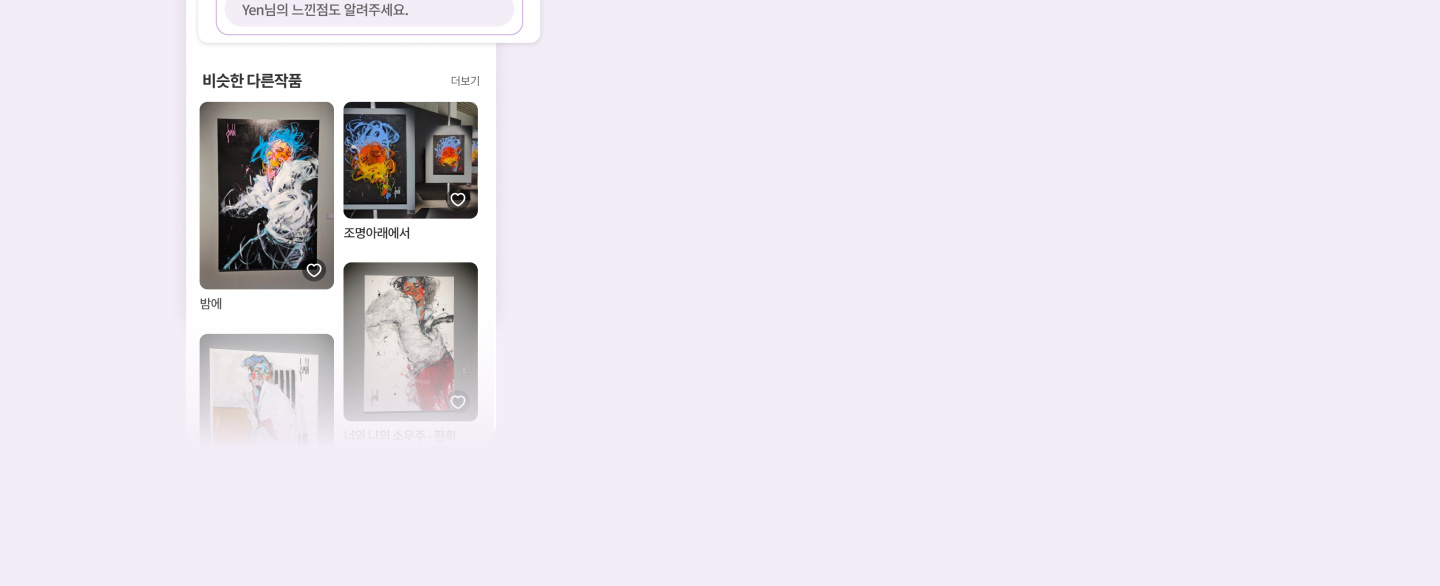 Yen님의 느낀점도 알려주세요.
비슷한 다른작품
더보기
조명아래에서
밤에
너와 나의 소우주 - 환희